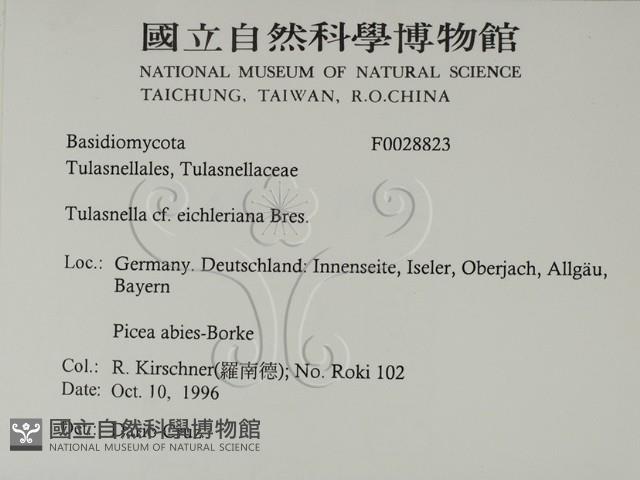 國立自然科學博物館
NATIONAL MUSEUM OF NATURAL SCIENCE
TAICHUNG, TAIWAN, R.O.CHINA
Basidiomycota F0028823
Tulasnellales, Tulasnellaceae
Tulasnella cf. eichleriana Bres.
Loc.: Germany. Deutschland: Innenseite, Iseler, Oberjach, Allgäu,
Bayern
Picea abies-Borke
Col.: R. Kirschner(羅南德); No. Roki 102
Date: Oct. 10, 1996
國立自然科學博物館
NATIONAL MUSEUM OF NATURAL SCIENCE